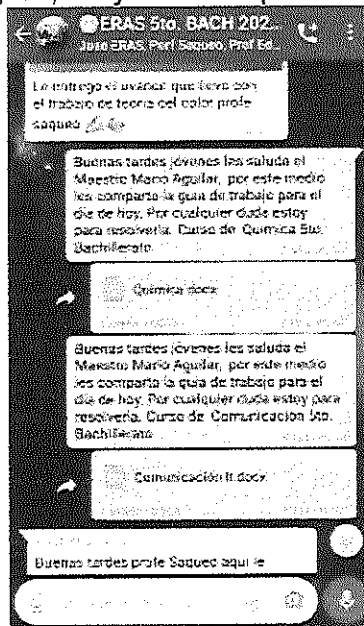 ERAS 5to. BACH 202...
Jose ERAS, Perf Saqueo, Prof Ed...
Le entrego el avance que llevo con
el trabajo de teoría del color profe
saqueo
Buenas tardes jóvenes les saluda el
Maestro Mario Aguilar, por este medio
les comparto la guía de trabajo para el
día de hoy. Por cualquier duda estoy
para resolverla. Curso de Química 5to.
Bachillerato
Química.docx
Buenas tardes jóvenes les saluda el
Maestro Mario Aguilar, por este medio
les comparto la guía de trabajo para el
día de hoy. Por cualquier duda estoy para
resolverla. Curso de Comunicación 5to.
Bachillerato
Comunicación
Buenas tardes profe Saqueo aqui le